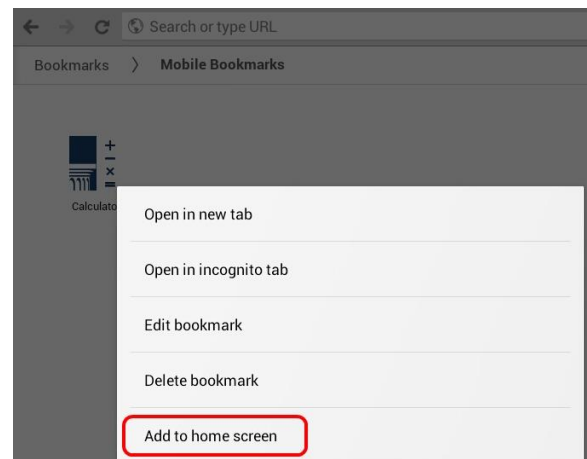 Search or type URL
Bookmarks 〉 Mobile Bookmarks
+
−
×
=
Calculato
Open in new tab
Open in incognito tab
Edit bookmark
Delete bookmark
Add to home screen